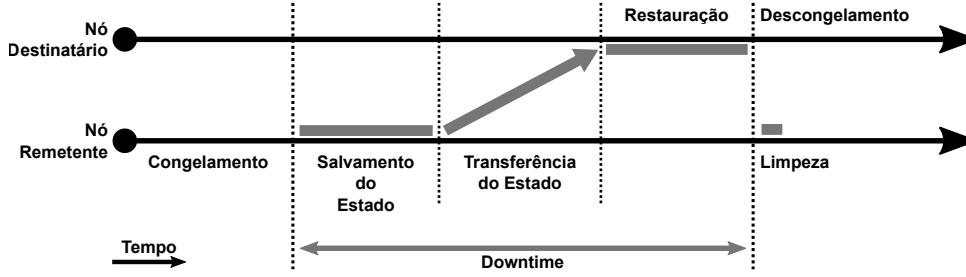 Restauração
Descongelamento
Nó
Destinatário
Nó
Remetente
Congelamento
Salvamento
do
Estado
Transferência
do Estado
Limpeza
Tempo
Downtime